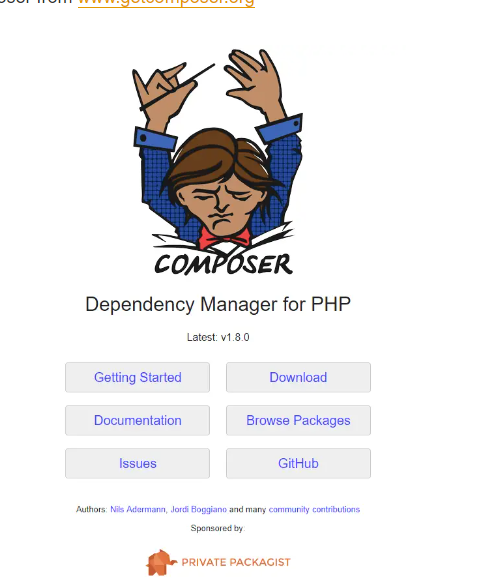 from www.getcomposer.org
COMPOSER
Dependency Manager for PHP
Latest: v1.8.0
Getting Started Download
Documentation Browse Packages
Issues GitHub
Authors: Nils Adermann, Jordi Boggiano and many community contributions
Sponsored by:
PRIVATE PACKAGIST